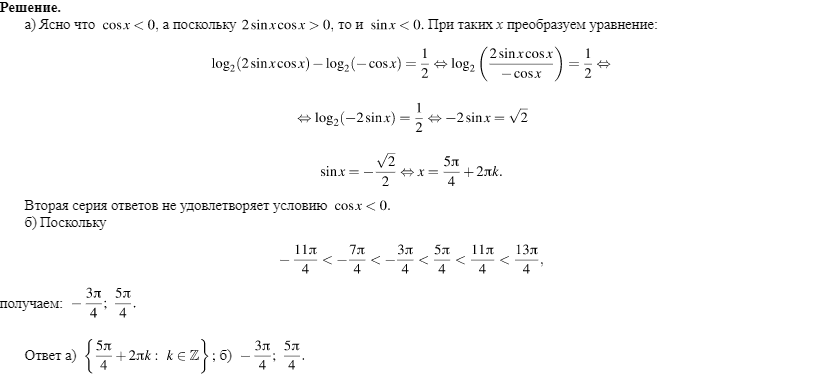 Решение.
а) Ясно что cos x < 0, а поскольку 2 sin x cos x > 0, то и sin x < 0. При таких x преобразуем уравнение:
log₂(2 sin x cos x) − log₂(− cos x) = 1/2 ⇔ log₂(2 sin x cos x / − cos x) = 1/2 ⇔
⇔ log₂(−2 sin x) = 1/2 ⇔ −2 sin x = √2
sin x = −√2/2 ⇔ x = 5π/4 + 2πk.
Вторая серия ответов не удовлетворяет условию cos x < 0.
б) Поскольку
−11π/4 < −7π/4 < −3π/4 < 5π/4 < 11π/4 < 13π/4,
получаем: −3π/4; 5π/4.
Ответ а) {5π/4 + 2πk : k ∈ ℤ}; б) −3π/4; 5π/4.